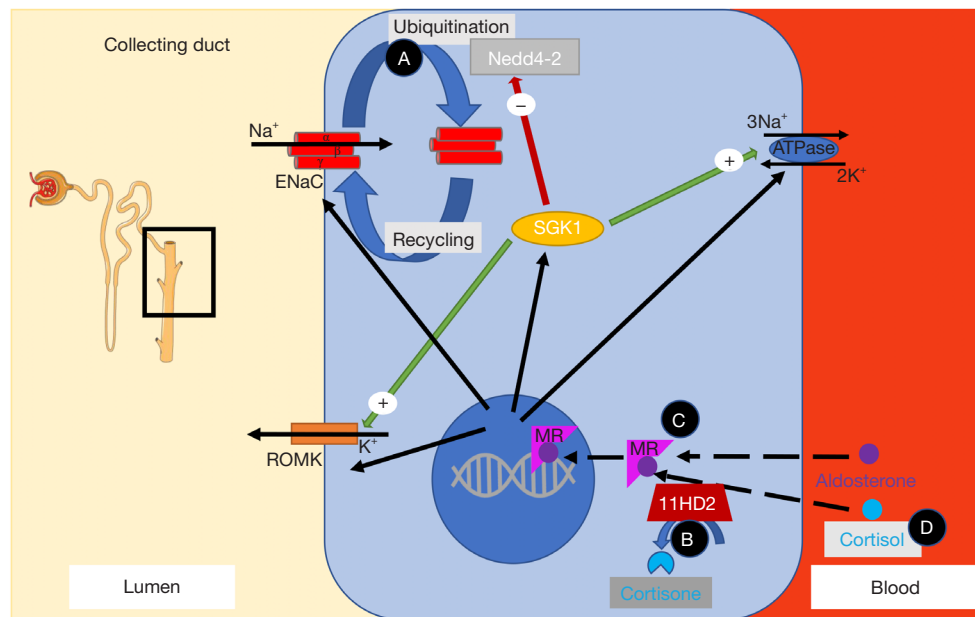 Collecting duct
Ubiquitination
A
Nedd4-2
Na⁺
α
β
γ
ENaC
−
3Na⁺
ATPase
2K⁺
+
SGK1
Recycling
+
K⁺
ROMK
MR
MR
C
Aldosterone
11HD2
B
Cortisol
D
Cortisone
Lumen
Blood